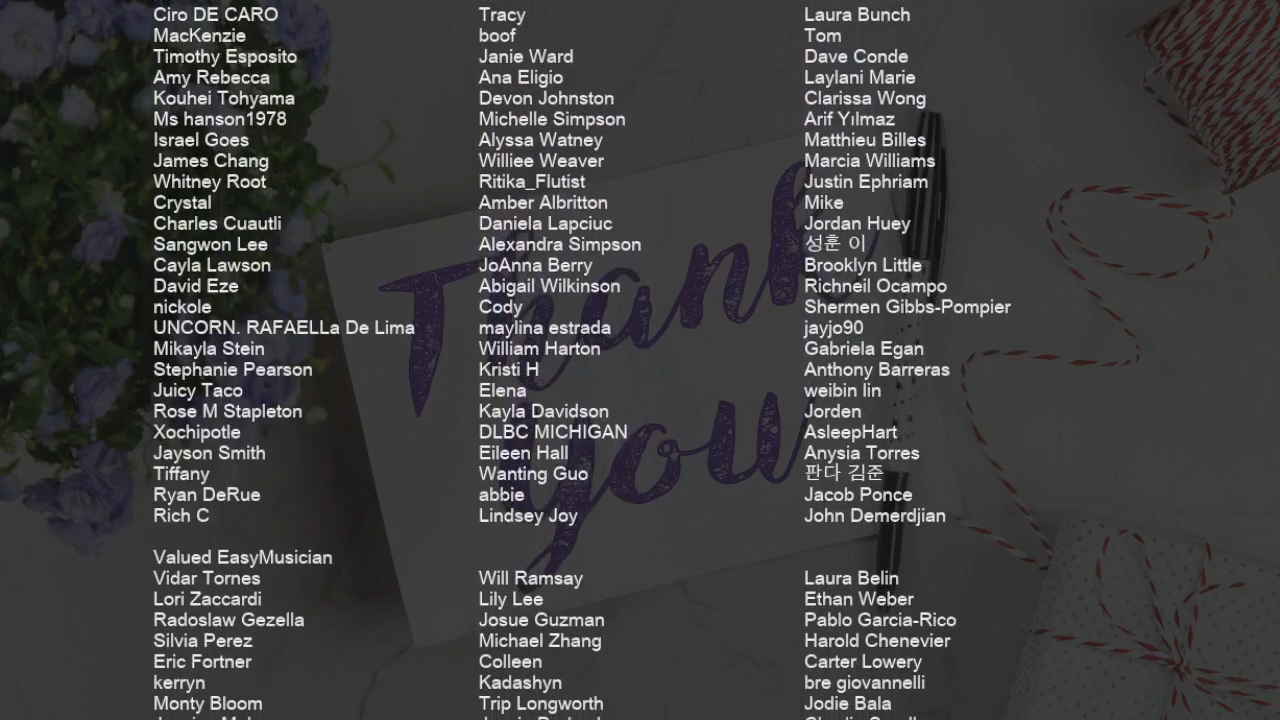 Ciro DE CARO
MacKenzie
Timothy Esposito
Amy Rebecca
Kouhei Tohyama
Ms hanson1978
Israel Goes
James Chang
Whitney Root
Crystal
Charles Cuautli
Sangwon Lee
Cayla Lawson
David Eze
nickole
UNCORN. RAFAELLa De Lima
Mikayla Stein
Stephanie Pearson
Juicy Taco
Rose M Stapleton
Xochipotle
Jayson Smith
Tiffany
Ryan DeRue
Rich C
Tracy
boof
Janie Ward
Ana Eligio
Devon Johnston
Michelle Simpson
Alyssa Watney
Williee Weaver
Ritika_Flutist
Amber Albritton
Daniela Lapciuc
Alexandra Simpson
JoAnna Berry
Abigail Wilkinson
Cody
maylina estrada
William Harton
Kristi H
Elena
Kayla Davidson
DLBC MICHIGAN
Eileen Hall
Wanting Guo
abbie
Lindsey Joy
Laura Bunch
Tom
Dave Conde
Laylani Marie
Clarissa Wong
Arif Yılmaz
Matthieu Billes
Marcia Williams
Justin Ephriam
Mike
Jordan Huey
성훈 이
Brooklyn Little
Richneil Ocampo
Shermen Gibbs-Pompier
jayjo90
Gabriela Egan
Anthony Barreras
weibin lin
Jorden
AsleepHart
Anysia Torres
판다 김준
Jacob Ponce
John Demerdjian
Valued EasyMusician
Vidar Tornes
Lori Zaccardi
Radoslaw Gezella
Silvia Perez
Eric Fortner
kerryn
Monty Bloom
Will Ramsay
Lily Lee
Josue Guzman
Michael Zhang
Colleen
Kadashyn
Trip Longworth
Laura Belin
Ethan Weber
Pablo Garcia-Rico
Harold Chenevier
Carter Lowery
bre giovannelli
Jodie Bala
Thank
you